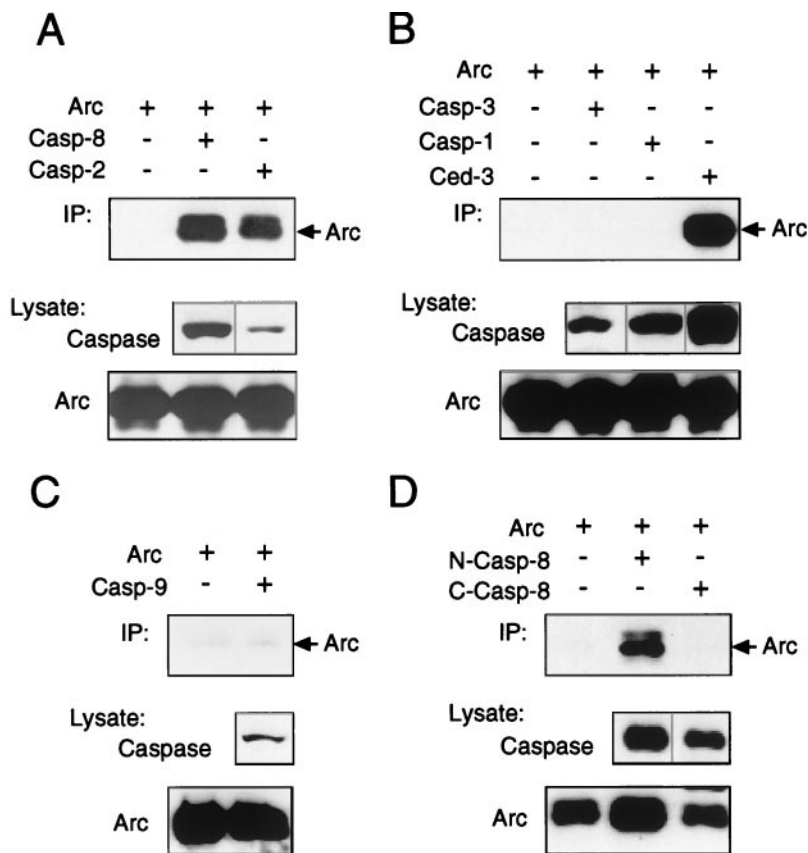 A
Arc + + +
Casp-8 - + -
Casp-2 - - +
IP:
Arc
Lysate:
Caspase
Arc
B
Arc + + + +
Casp-3 - + - -
Casp-1 - - + -
Ced-3 - - - +
IP:
Arc
Lysate:
Caspase
Arc
C
Arc + +
Casp-9 - +
IP:
Arc
Lysate:
Caspase
Arc
D
Arc + + +
N-Casp-8 - + -
C-Casp-8 - - +
IP:
Arc
Lysate:
Caspase
Arc